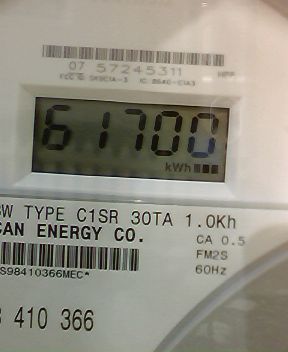 07 57245311
61700
kWh
3W TYPE C1SR 30TA 1.0Kh
CAN ENERGY CO.
CA 0.5
FM2S
60Hz
S98410366MEC*
410 366